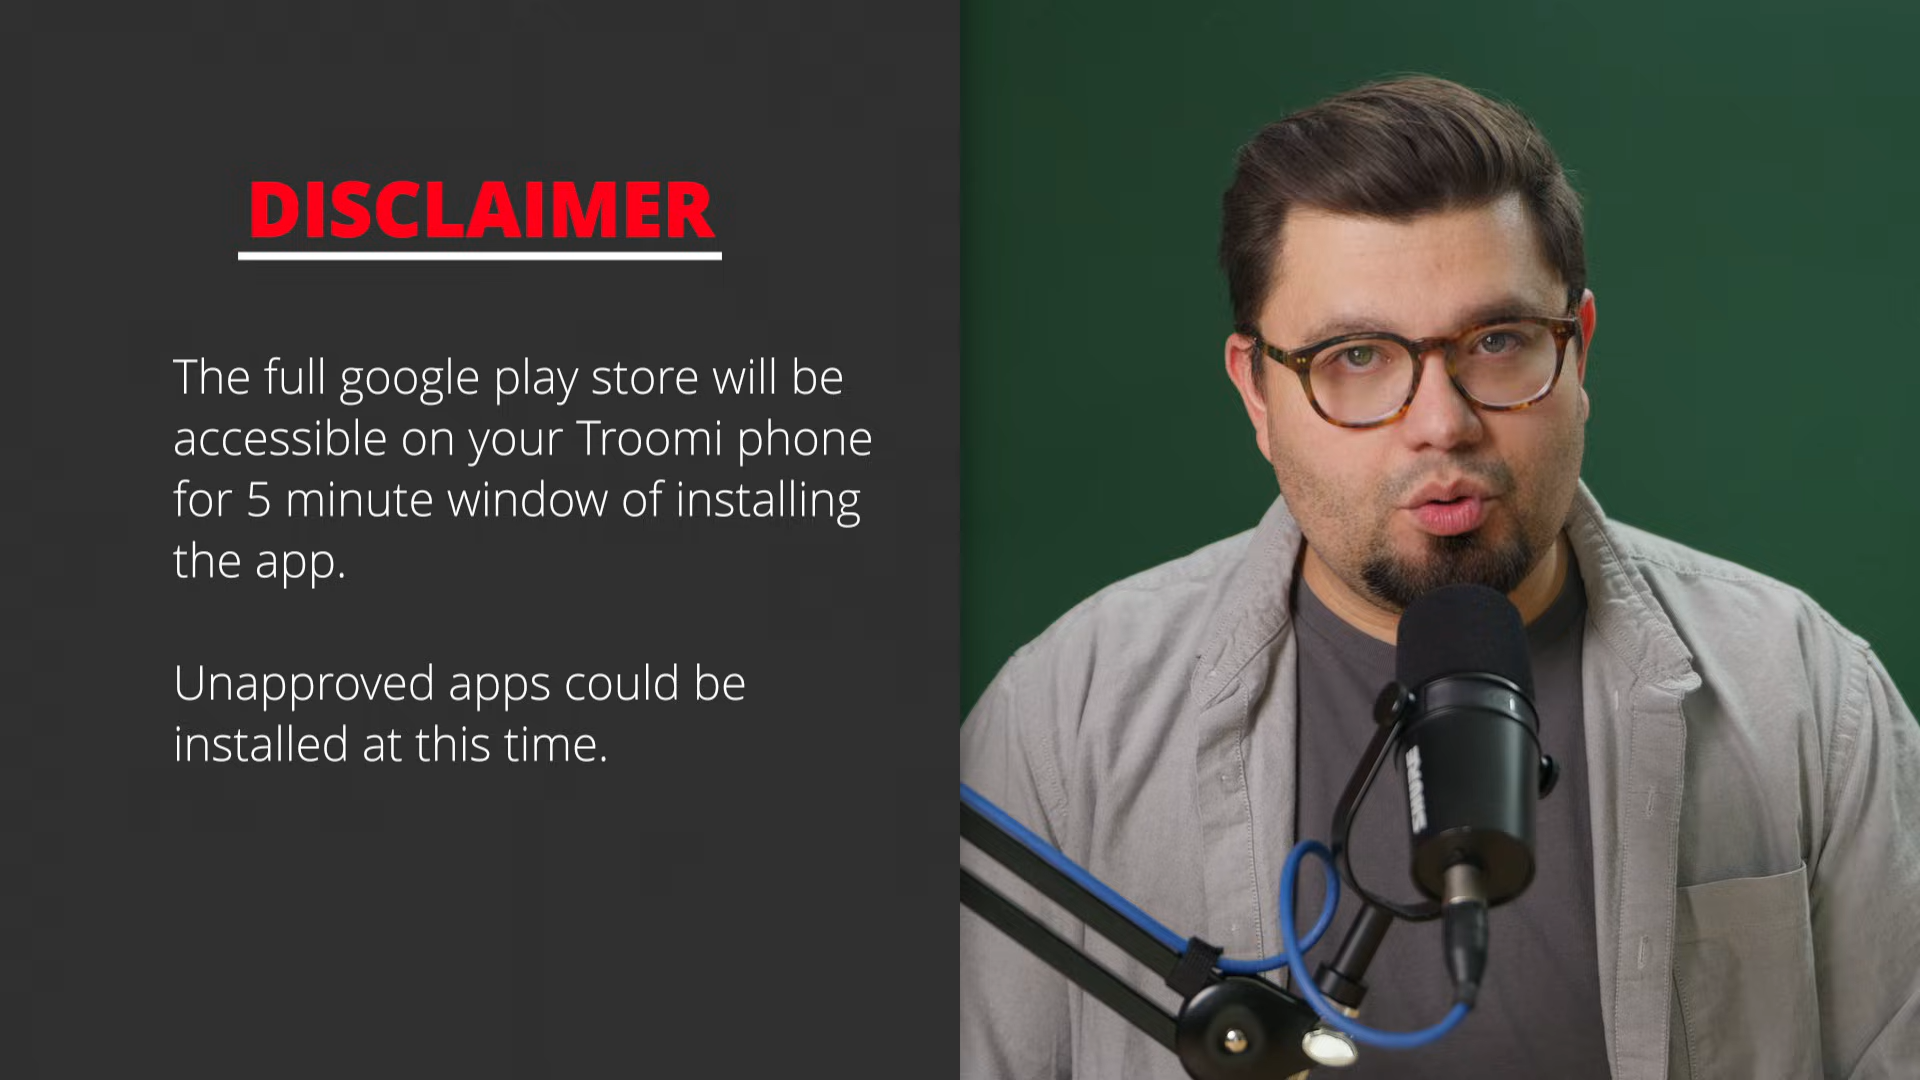 DISCLAIMER
The full google play store will be
accessible on your Troomi phone
for 5 minute window of installing
the app.
Unapproved apps could be
installed at this time.
SHURE